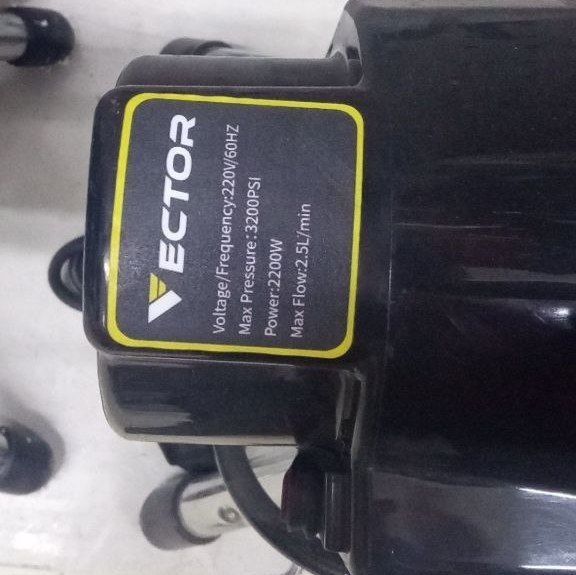 VECTOR
Voltage/Frequency:220V/60HZ
Max Pressure:3200PSI
Power:2200W
Max Flow:2.5L/min